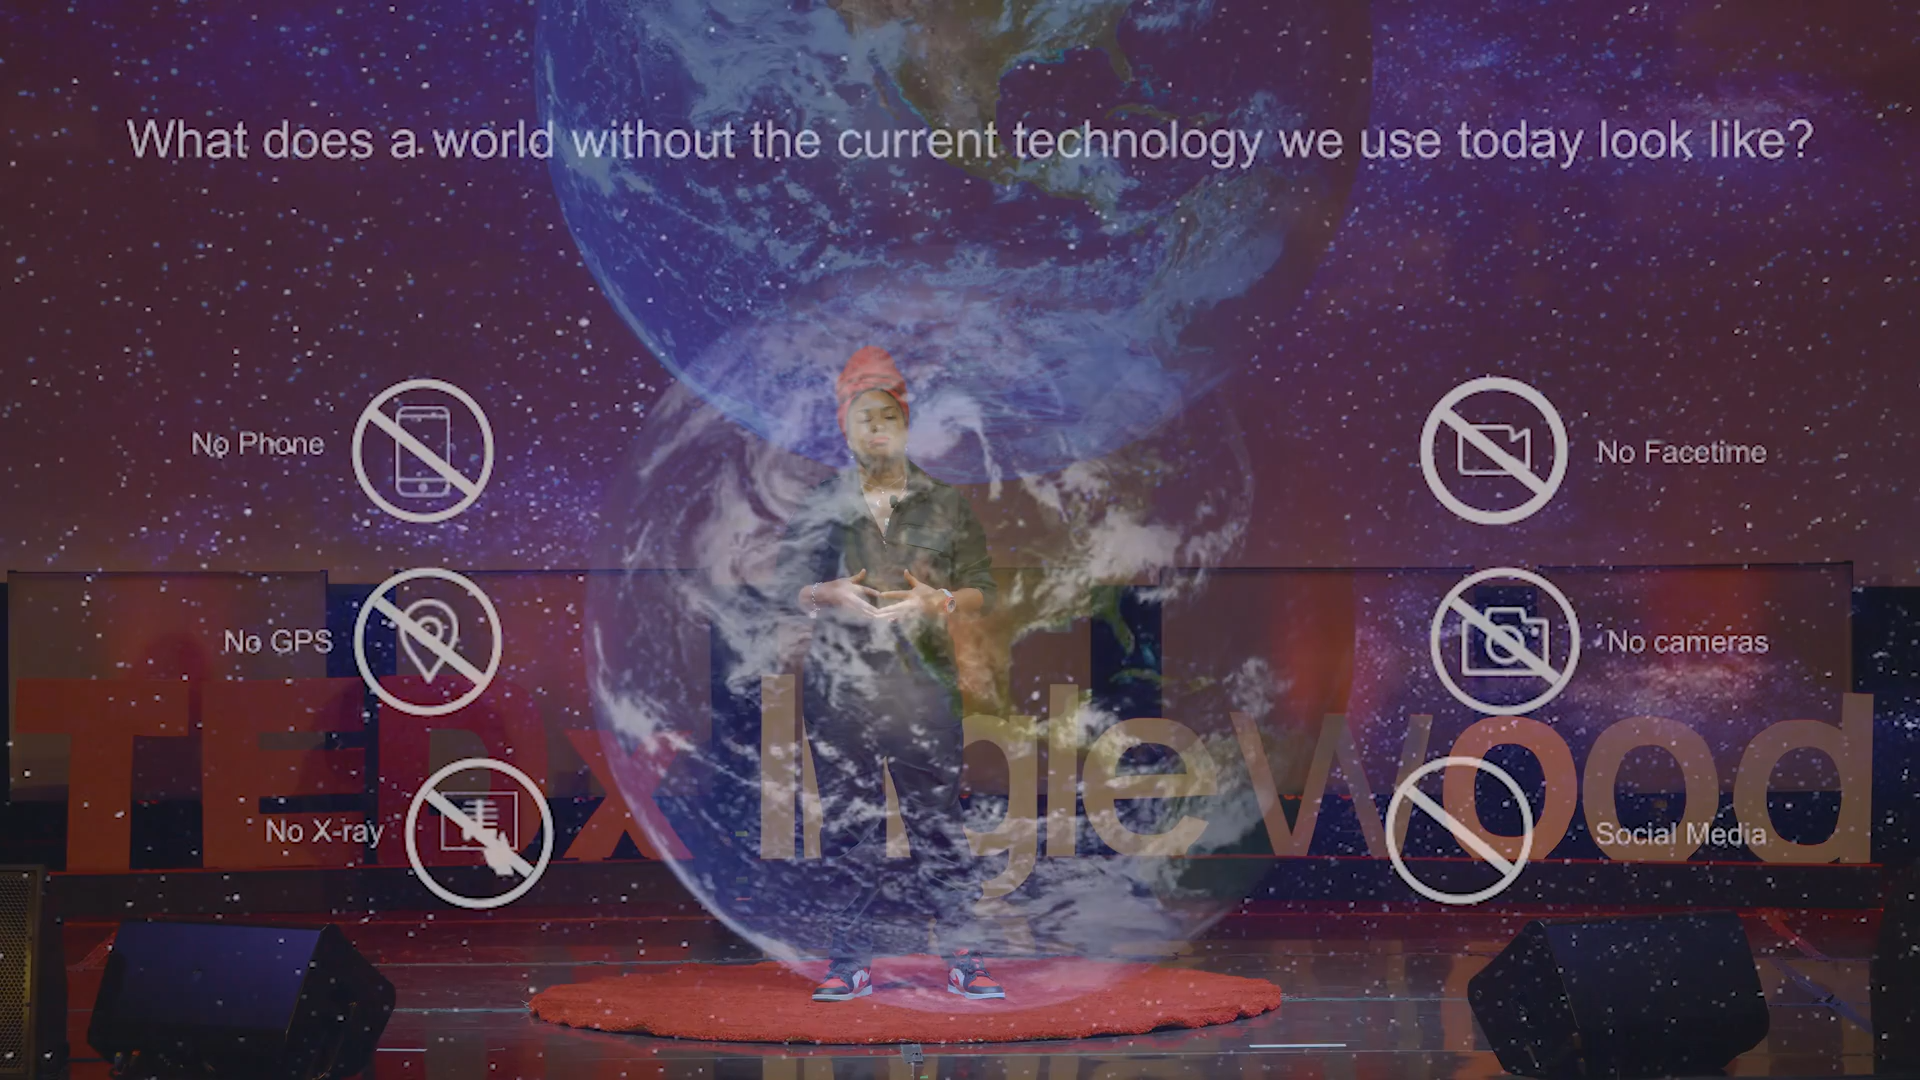 What does a world without the current technology we use today look like?
No Phone
No Facetime
No GPS
No cameras
No X-ray
Social Media
TEDx Inglewood